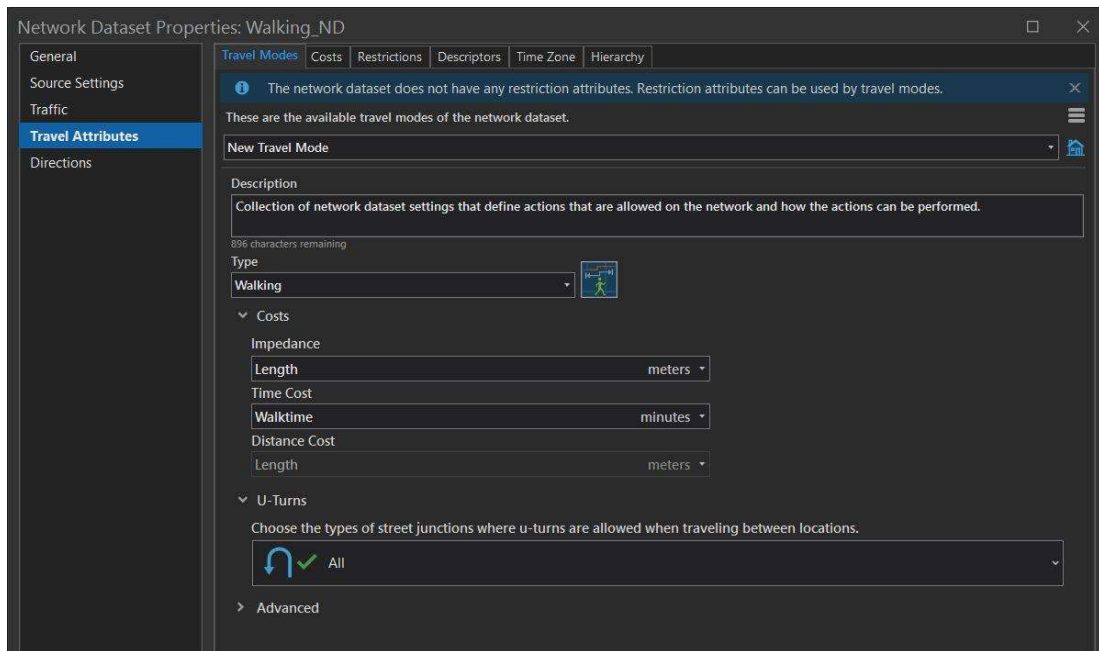 Network Dataset Properties: Walking_ND
General
Source Settings
Traffic
Travel Attributes
Directions
Travel Modes Costs Restrictions Descriptors Time Zone Hierarchy
The network dataset does not have any restriction attributes. Restriction attributes can be used by travel modes.
These are the available travel modes of the network dataset.
New Travel Mode
Description
Collection of network dataset settings that define actions that are allowed on the network and how the actions can be performed.
896 characters remaining
Type
Walking
Costs
Impedance
Length meters
Time Cost
Walktime minutes
Distance Cost
Length meters
U-Turns
Choose the types of street junctions where u-turns are allowed when traveling between locations.
All
Advanced